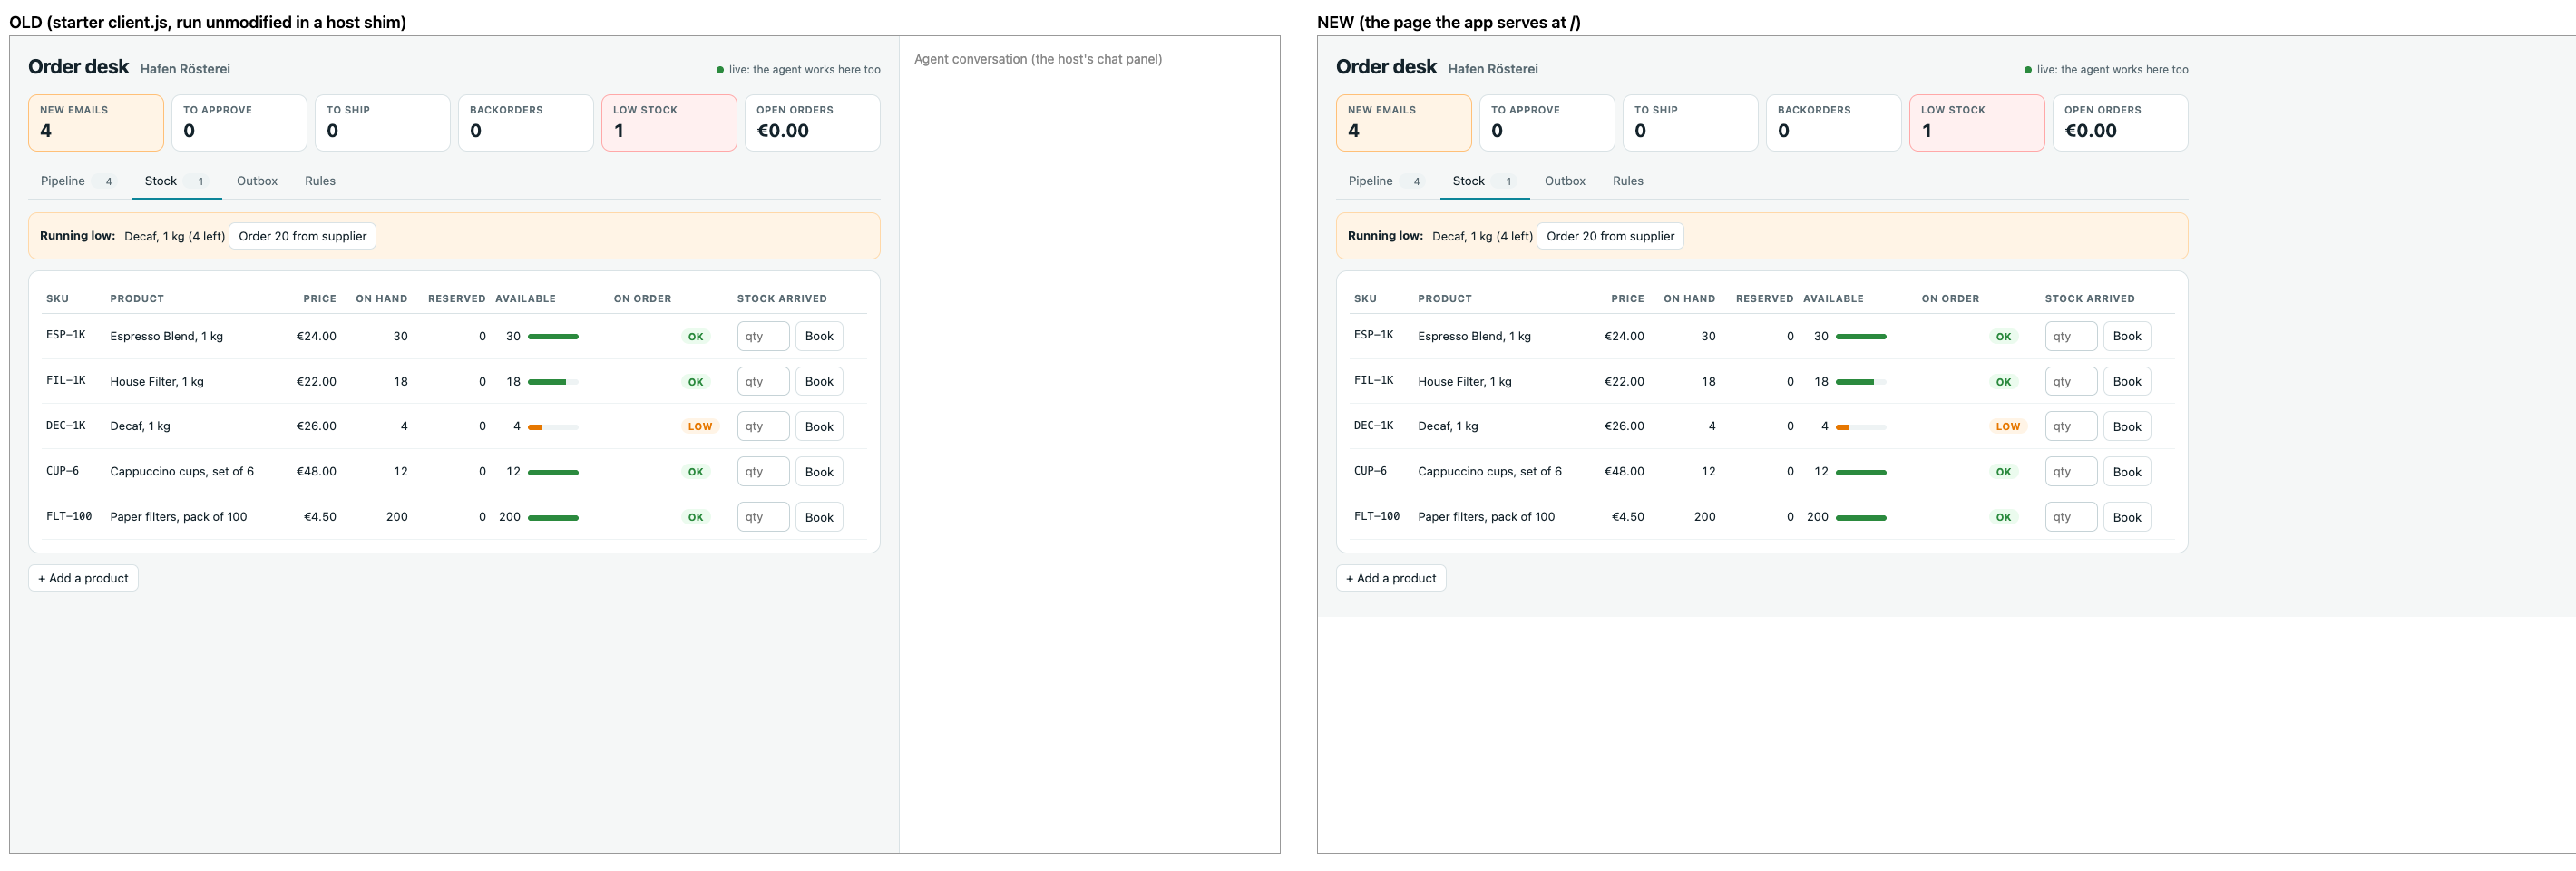 OLD (starter client.js, run unmodified in a host shim)
Order desk Hafen Rösterei live: the agent works here too
NEW EMAILS TO APPROVE TO SHIP BACKORDERS LOW STOCK OPEN ORDERS
4 0 0 0 1 €0.00
Pipeline 4 Stock 1 Outbox Rules
Running low: Decaf, 1 kg (4 left) Order 20 from supplier
SKU PRODUCT PRICE ON HAND RESERVED AVAILABLE ON ORDER STOCK ARRIVED
ESP-1K Espresso Blend, 1 kg €24.00 30 0 30 OK qty Book
FIL-1K House Filter, 1 kg €22.00 18 0 18 OK qty Book
DEC-1K Decaf, 1 kg €26.00 4 0 4 LOW qty Book
CUP-6 Cappuccino cups, set of 6 €48.00 12 0 12 OK qty Book
FLT-100 Paper filters, pack of 100 €4.50 200 0 200 OK qty Book
+ Add a product
Agent conversation (the host's chat panel)
NEW (the page the app serves at /)
Order desk Hafen Rösterei live: the agent works here too
NEW EMAILS TO APPROVE TO SHIP BACKORDERS LOW STOCK OPEN ORDERS
4 0 0 0 1 €0.00
Pipeline 4 Stock 1 Outbox Rules
Running low: Decaf, 1 kg (4 left) Order 20 from supplier
SKU PRODUCT PRICE ON HAND RESERVED AVAILABLE ON ORDER STOCK ARRIVED
ESP-1K Espresso Blend, 1 kg €24.00 30 0 30 OK qty Book
FIL-1K House Filter, 1 kg €22.00 18 0 18 OK qty Book
DEC-1K Decaf, 1 kg €26.00 4 0 4 LOW qty Book
CUP-6 Cappuccino cups, set of 6 €48.00 12 0 12 OK qty Book
FLT-100 Paper filters, pack of 100 €4.50 200 0 200 OK qty Book
+ Add a product